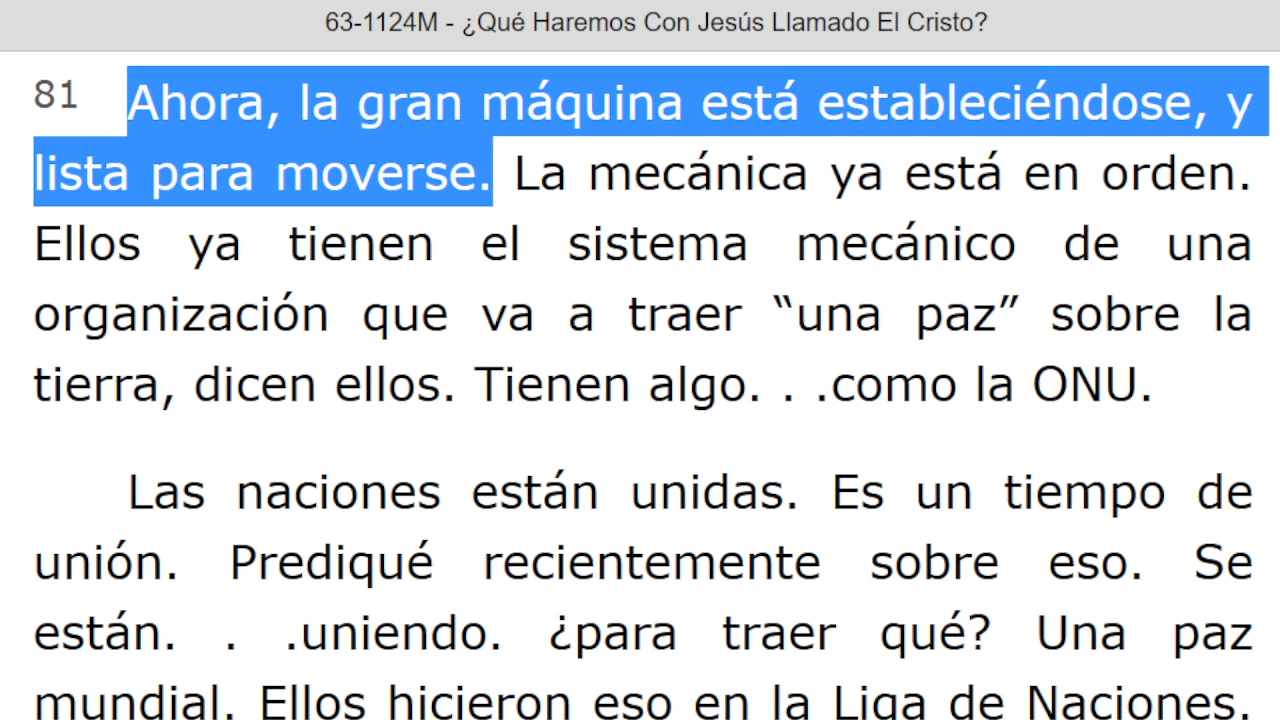 63-1124M - ¿Qué Haremos Con Jesús Llamado El Cristo?
81 Ahora, la gran máquina está estableciéndose, y
lista para moverse. La mecánica ya está en orden.
Ellos ya tienen el sistema mecánico de una
organización que va a traer “una paz” sobre la
tierra, dicen ellos. Tienen algo. . .como la ONU.
Las naciones están unidas. Es un tiempo de
unión. Prediqué recientemente sobre eso. Se
están. . .uniendo. ¿para traer qué? Una paz
mundial. Ellos hicieron eso en la Liga de Naciones.